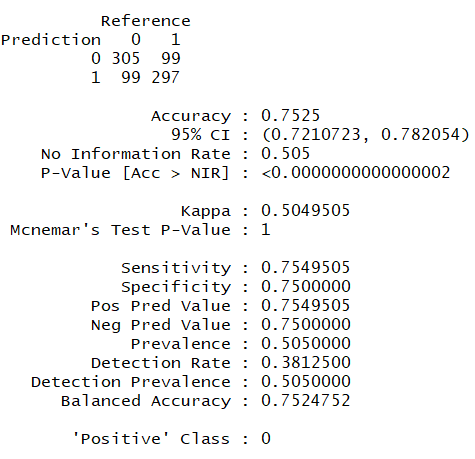 Reference
Prediction 0 1
0 305 99
1 99 297
Accuracy : 0.7525
95% CI : (0.7210723, 0.782054)
No Information Rate : 0.505
P-Value [Acc > NIR] : <0.0000000000000002
Kappa : 0.5049505
Mcnemar's Test P-Value : 1
Sensitivity : 0.7549505
Specificity : 0.7500000
Pos Pred Value : 0.7549505
Neg Pred Value : 0.7500000
Prevalence : 0.5050000
Detection Rate : 0.3812500
Detection Prevalence : 0.5050000
Balanced Accuracy : 0.7524752
'Positive' Class : 0